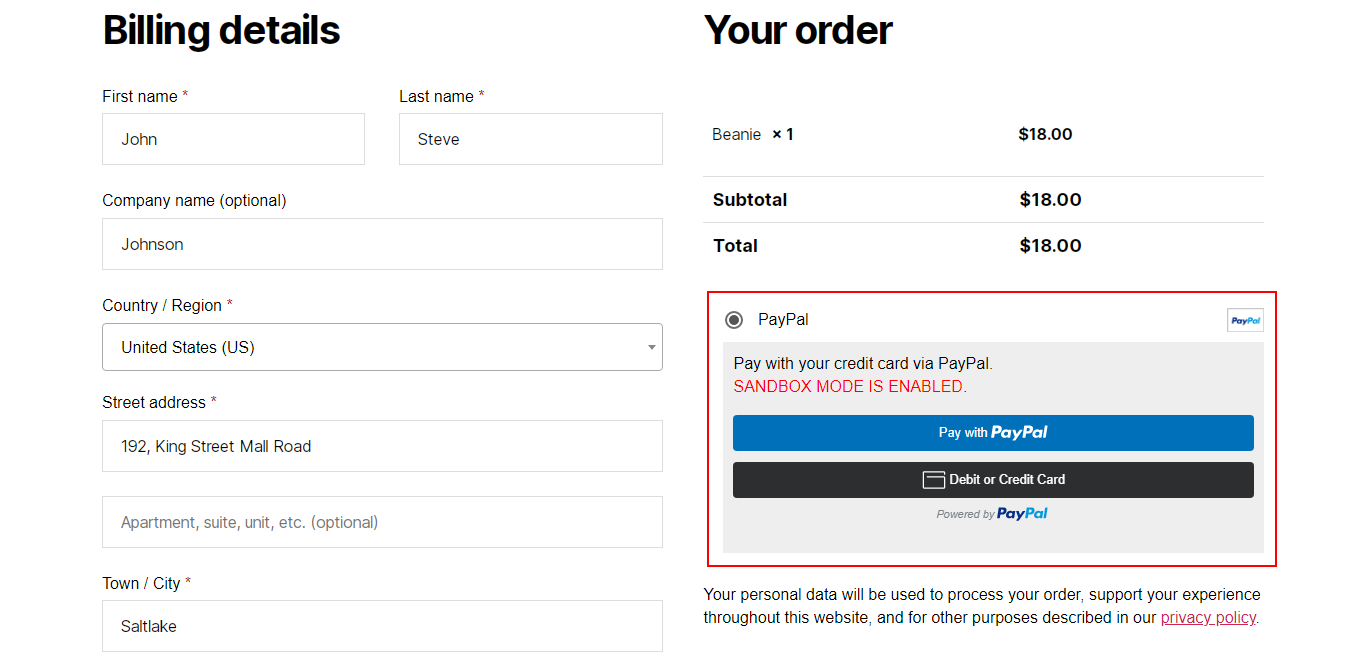 Billing details
First name *
Last name *
John
Steve
Company name (optional)
Johnson
Country / Region *
United States (US)
Street address *
192, King Street Mall Road
Apartment, suite, unit, etc. (optional)
Town / City *
Saltlake
Your order
Beanie × 1 $18.00
Subtotal $18.00
Total $18.00
PayPal PayPal
Pay with your credit card via PayPal.
SANDBOX MODE IS ENABLED.
Pay with PayPal
Debit or Credit Card
Powered by PayPal
Your personal data will be used to process your order, support your experience
throughout this website, and for other purposes described in our privacy policy.